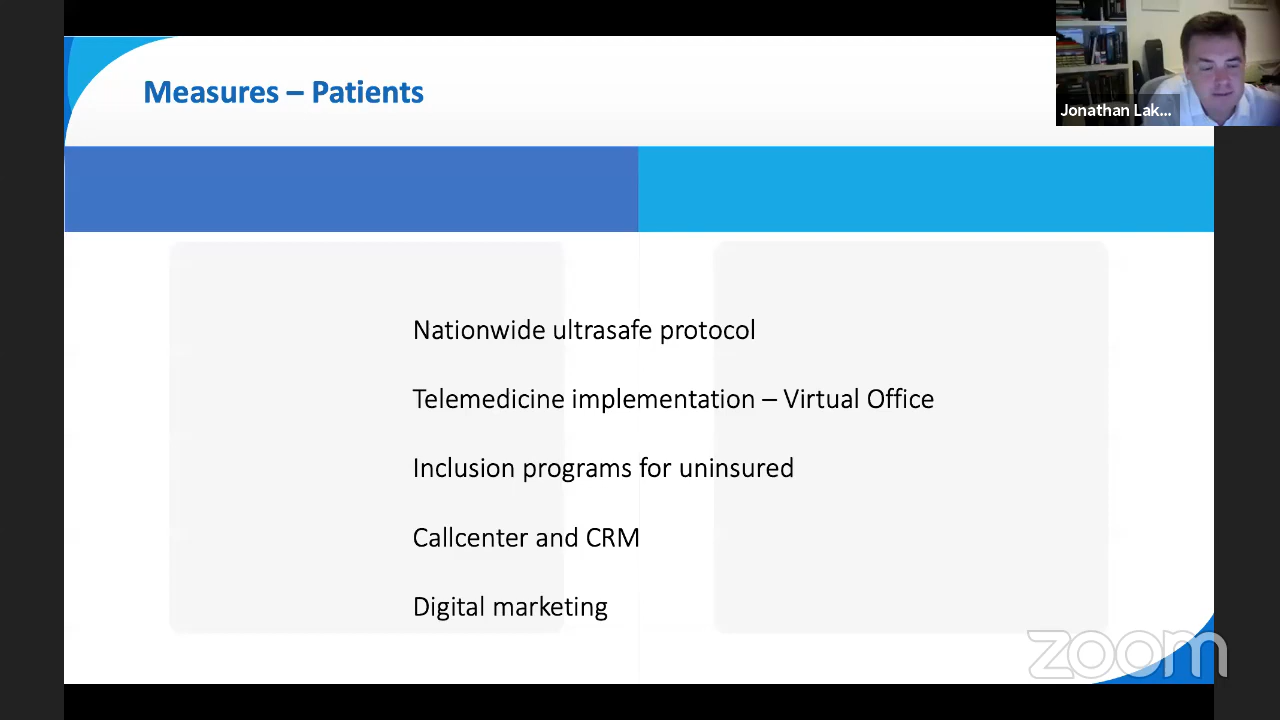 Measures – Patients
Jonathan Lak...
Nationwide ultrasafe protocol
Telemedicine implementation – Virtual Office
Inclusion programs for uninsured
Callcenter and CRM
Digital marketing
zoom